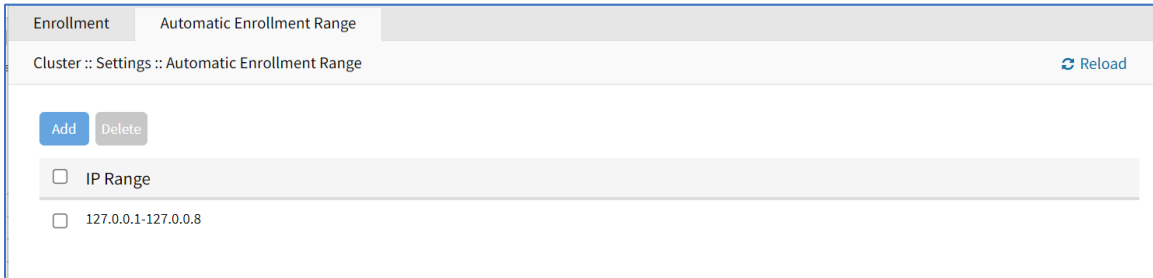 Enrollment Automatic Enrollment Range
Cluster :: Settings :: Automatic Enrollment Range Reload
Add Delete
IP Range
127.0.0.1-127.0.0.8